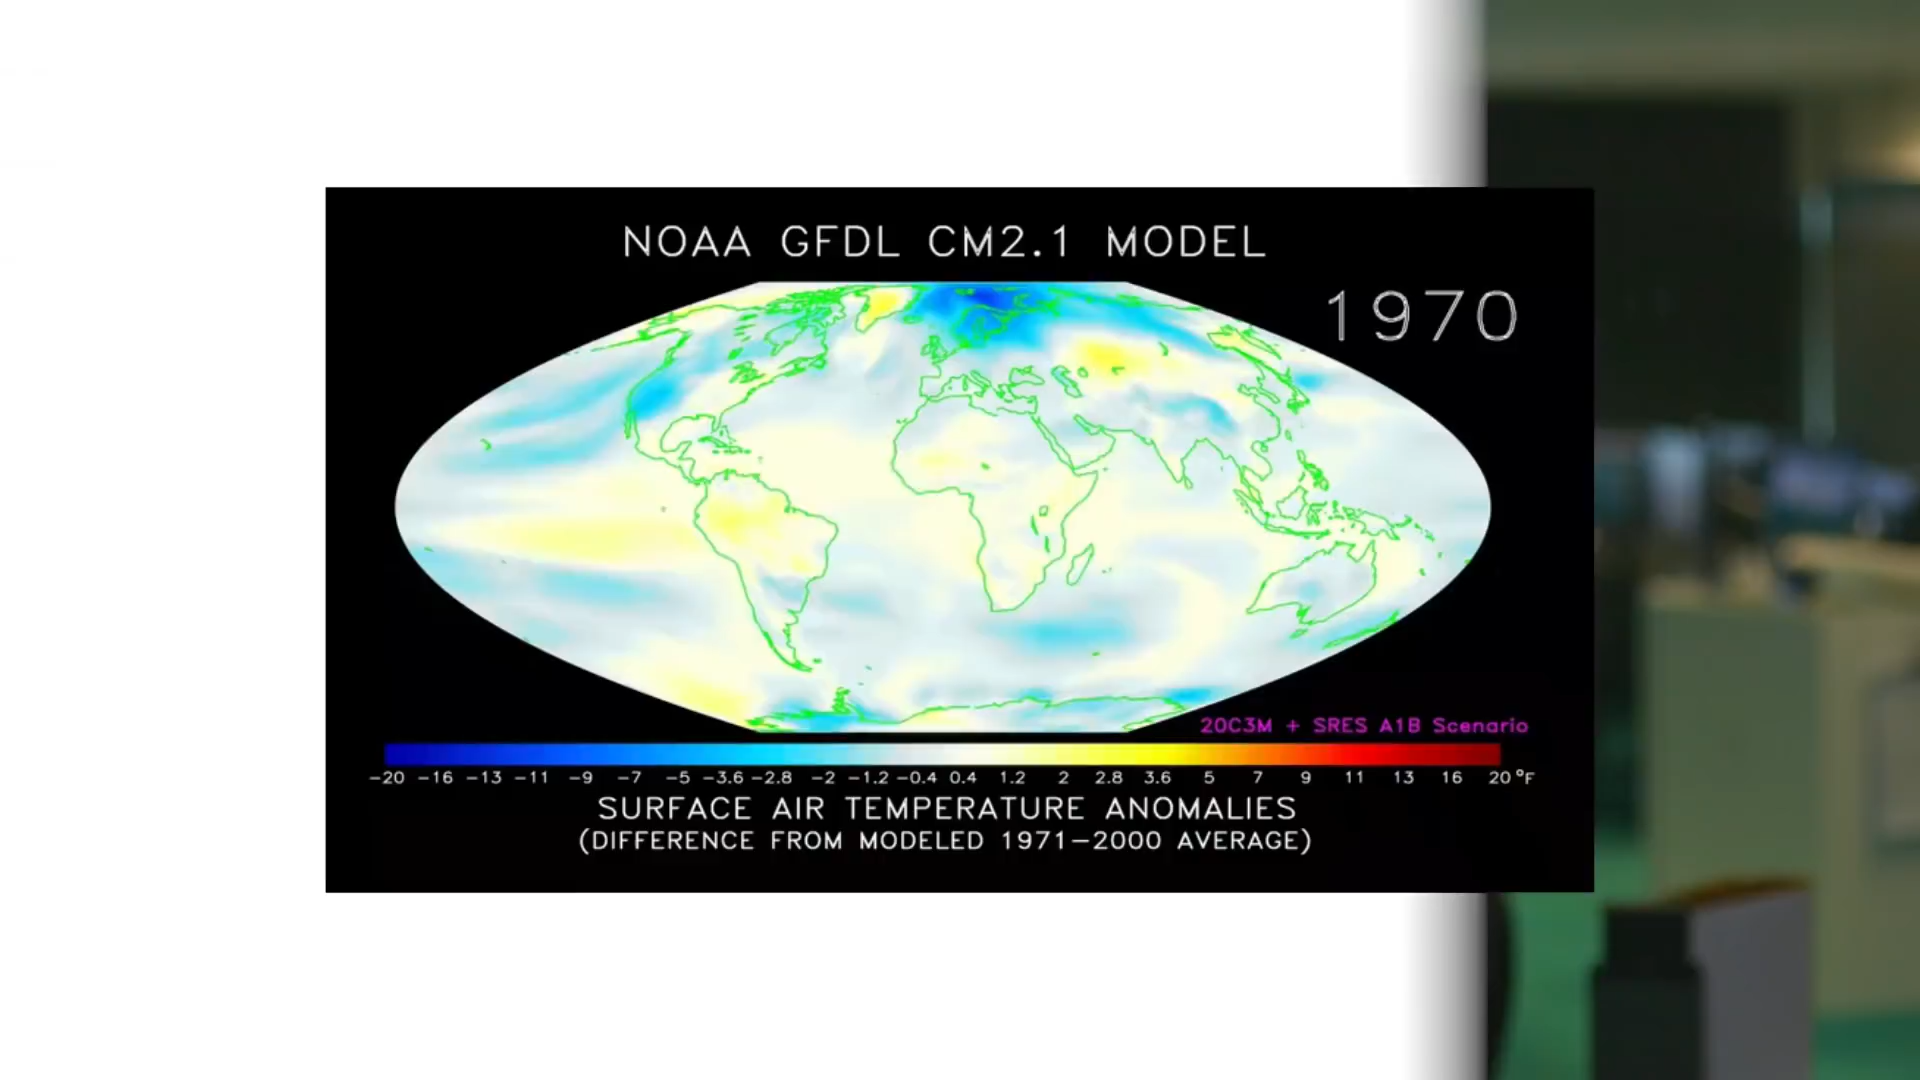 NOAA GFDL CM2.1 MODEL
1970
20C3M + SRES A1B Scenario
−20 −16 −13 −11 −9 −7 −5 −3.6 −2.8 −2 −1.2 −0.4 0.4 1.2 2 2.8 3.6 5 7 9 11 13 16 20 °F
SURFACE AIR TEMPERATURE ANOMALIES
(DIFFERENCE FROM MODELED 1971−2000 AVERAGE)